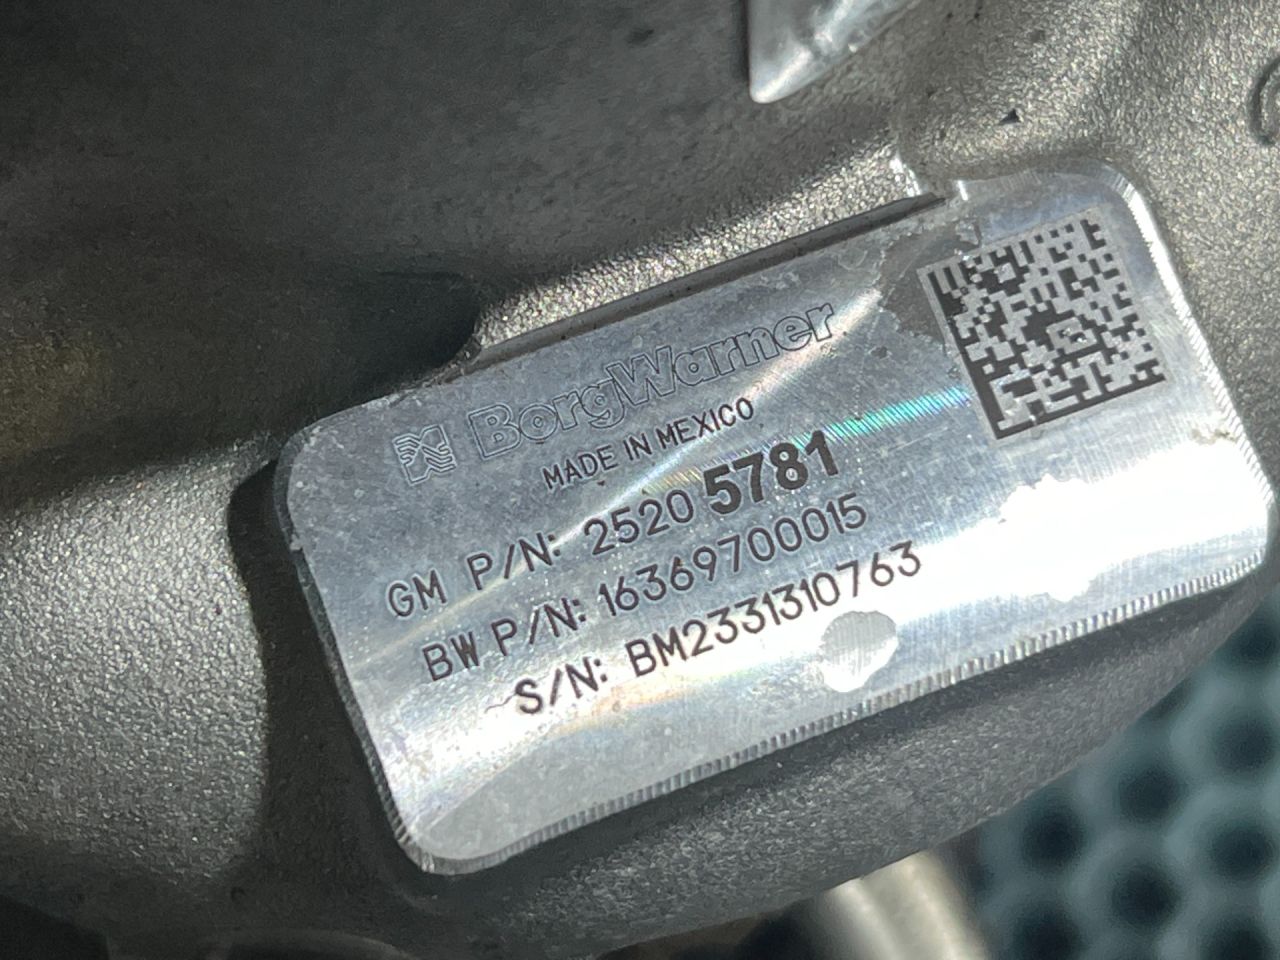 BorgWarner
MADE IN MEXICO
GM P/N: 2520 5781
BW P/N: 16369700015
S/N: BM2331310763